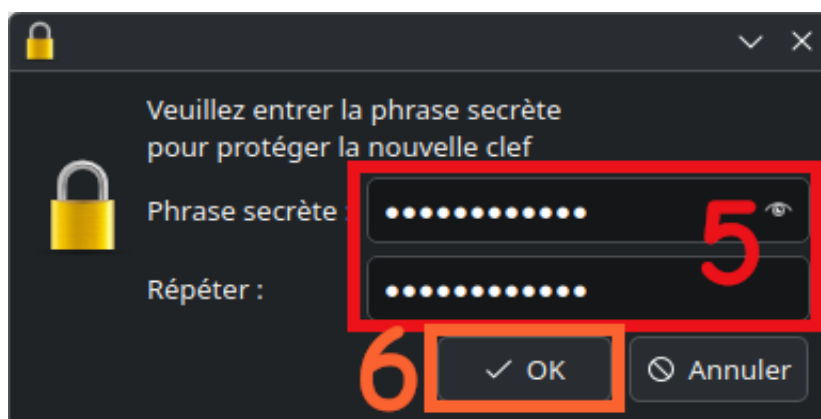 Veuillez entrer la phrase secrète
pour protéger la nouvelle clef
Phrase secrète : ●●●●●●●●●●●● 5
Répéter : ●●●●●●●●●●●●
6 OK Annuler